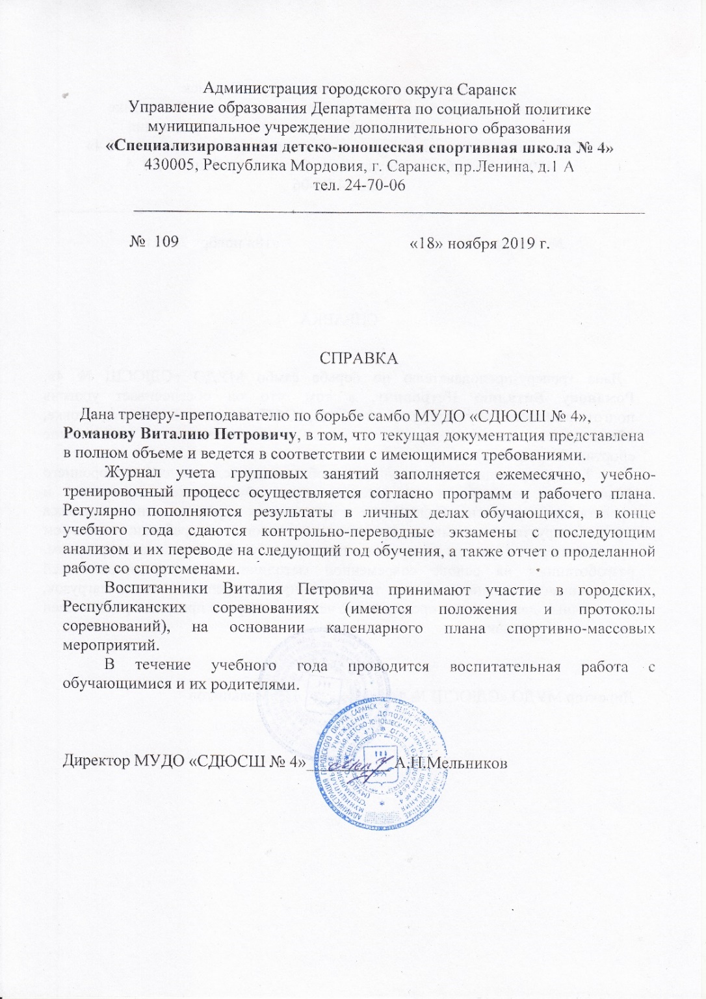 Администрация городского округа Саранск
Управление образования Департамента по социальной политике
муниципальное учреждение дополнительного образования
«Специализированная детско-юношеская спортивная школа № 4»
430005, Республика Мордовия, г. Саранск, пр.Ленина, д.1 А
тел. 24-70-06
№ 109 «18» ноября 2019 г.
СПРАВКА
Дана тренеру-преподавателю по борьбе самбо МУДО «СДЮСШ № 4»,
Романову Виталию Петровичу, в том, что текущая документация представлена
в полном объеме и ведется в соответствии с имеющимися требованиями.
Журнал учета групповых занятий заполняется ежемесячно, учебно-
тренировочный процесс осуществляется согласно программ и рабочего плана.
Регулярно пополняются результаты в личных делах обучающихся, в конце
учебного года сдаются контрольно-переводные экзамены с последующим
анализом и их переводе на следующий год обучения, а также отчет о проделанной
работе со спортсменами.
Воспитанники Виталия Петровича принимают участие в городских,
Республиканских соревнованиях (имеются положения и протоколы
соревнований), на основании календарного плана спортивно-массовых
мероприятий.
В течение учебного года проводится воспитательная работа с
обучающимися и их родителями.
Директор МУДО «СДЮСШ № 4» А.Н.Мельников